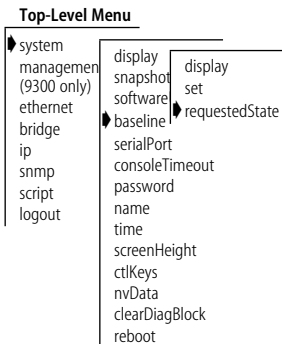 Top-Level Menu
system
managemen
(9300 only)
ethernet
bridge
ip
snmp
script
logout
display
snapshot
software
baseline
serialPort
consoleTimeout
password
name
time
screenHeight
ctlKeys
nvData
clearDiagBlock
reboot
display
set
requestedState